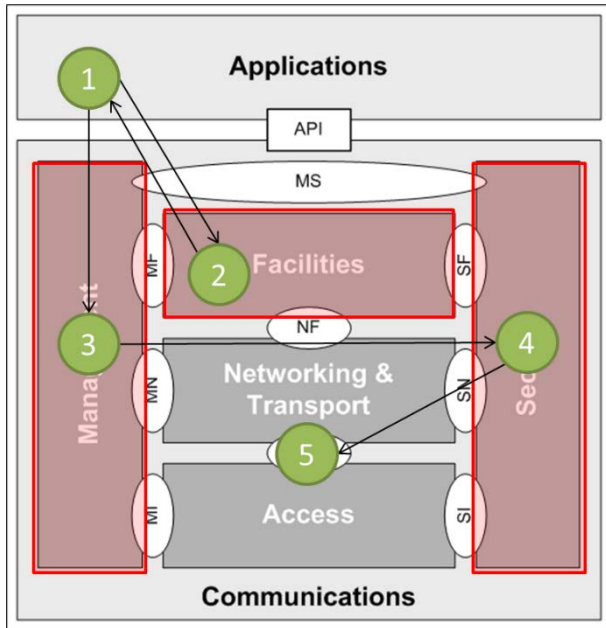 Applications
1
API
MS
MF
2
Facilities
SF
NF
3
4
Management
MN
Networking &
Transport
SN
5
MI
Access
SI
Communications